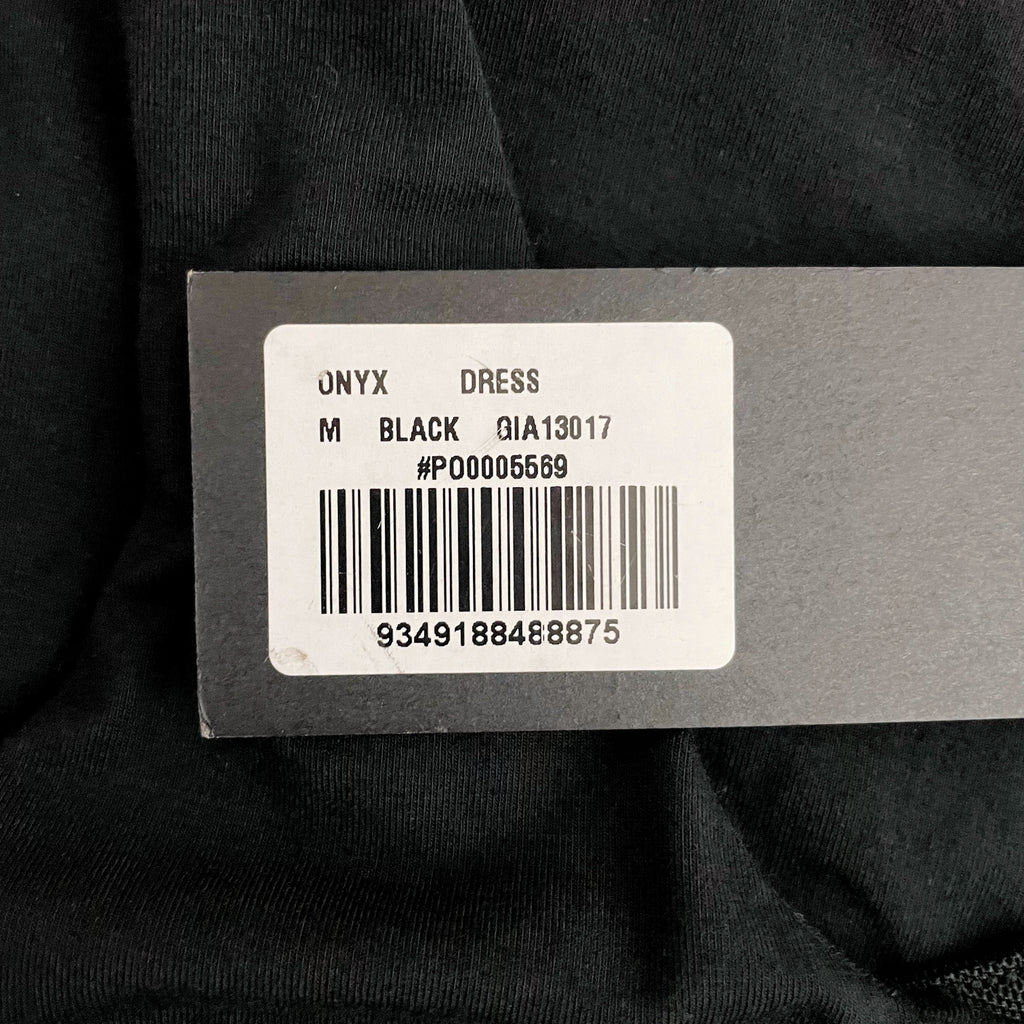 ONYX DRESS
M BLACK GIA13017
#PO0005569
9349188488875